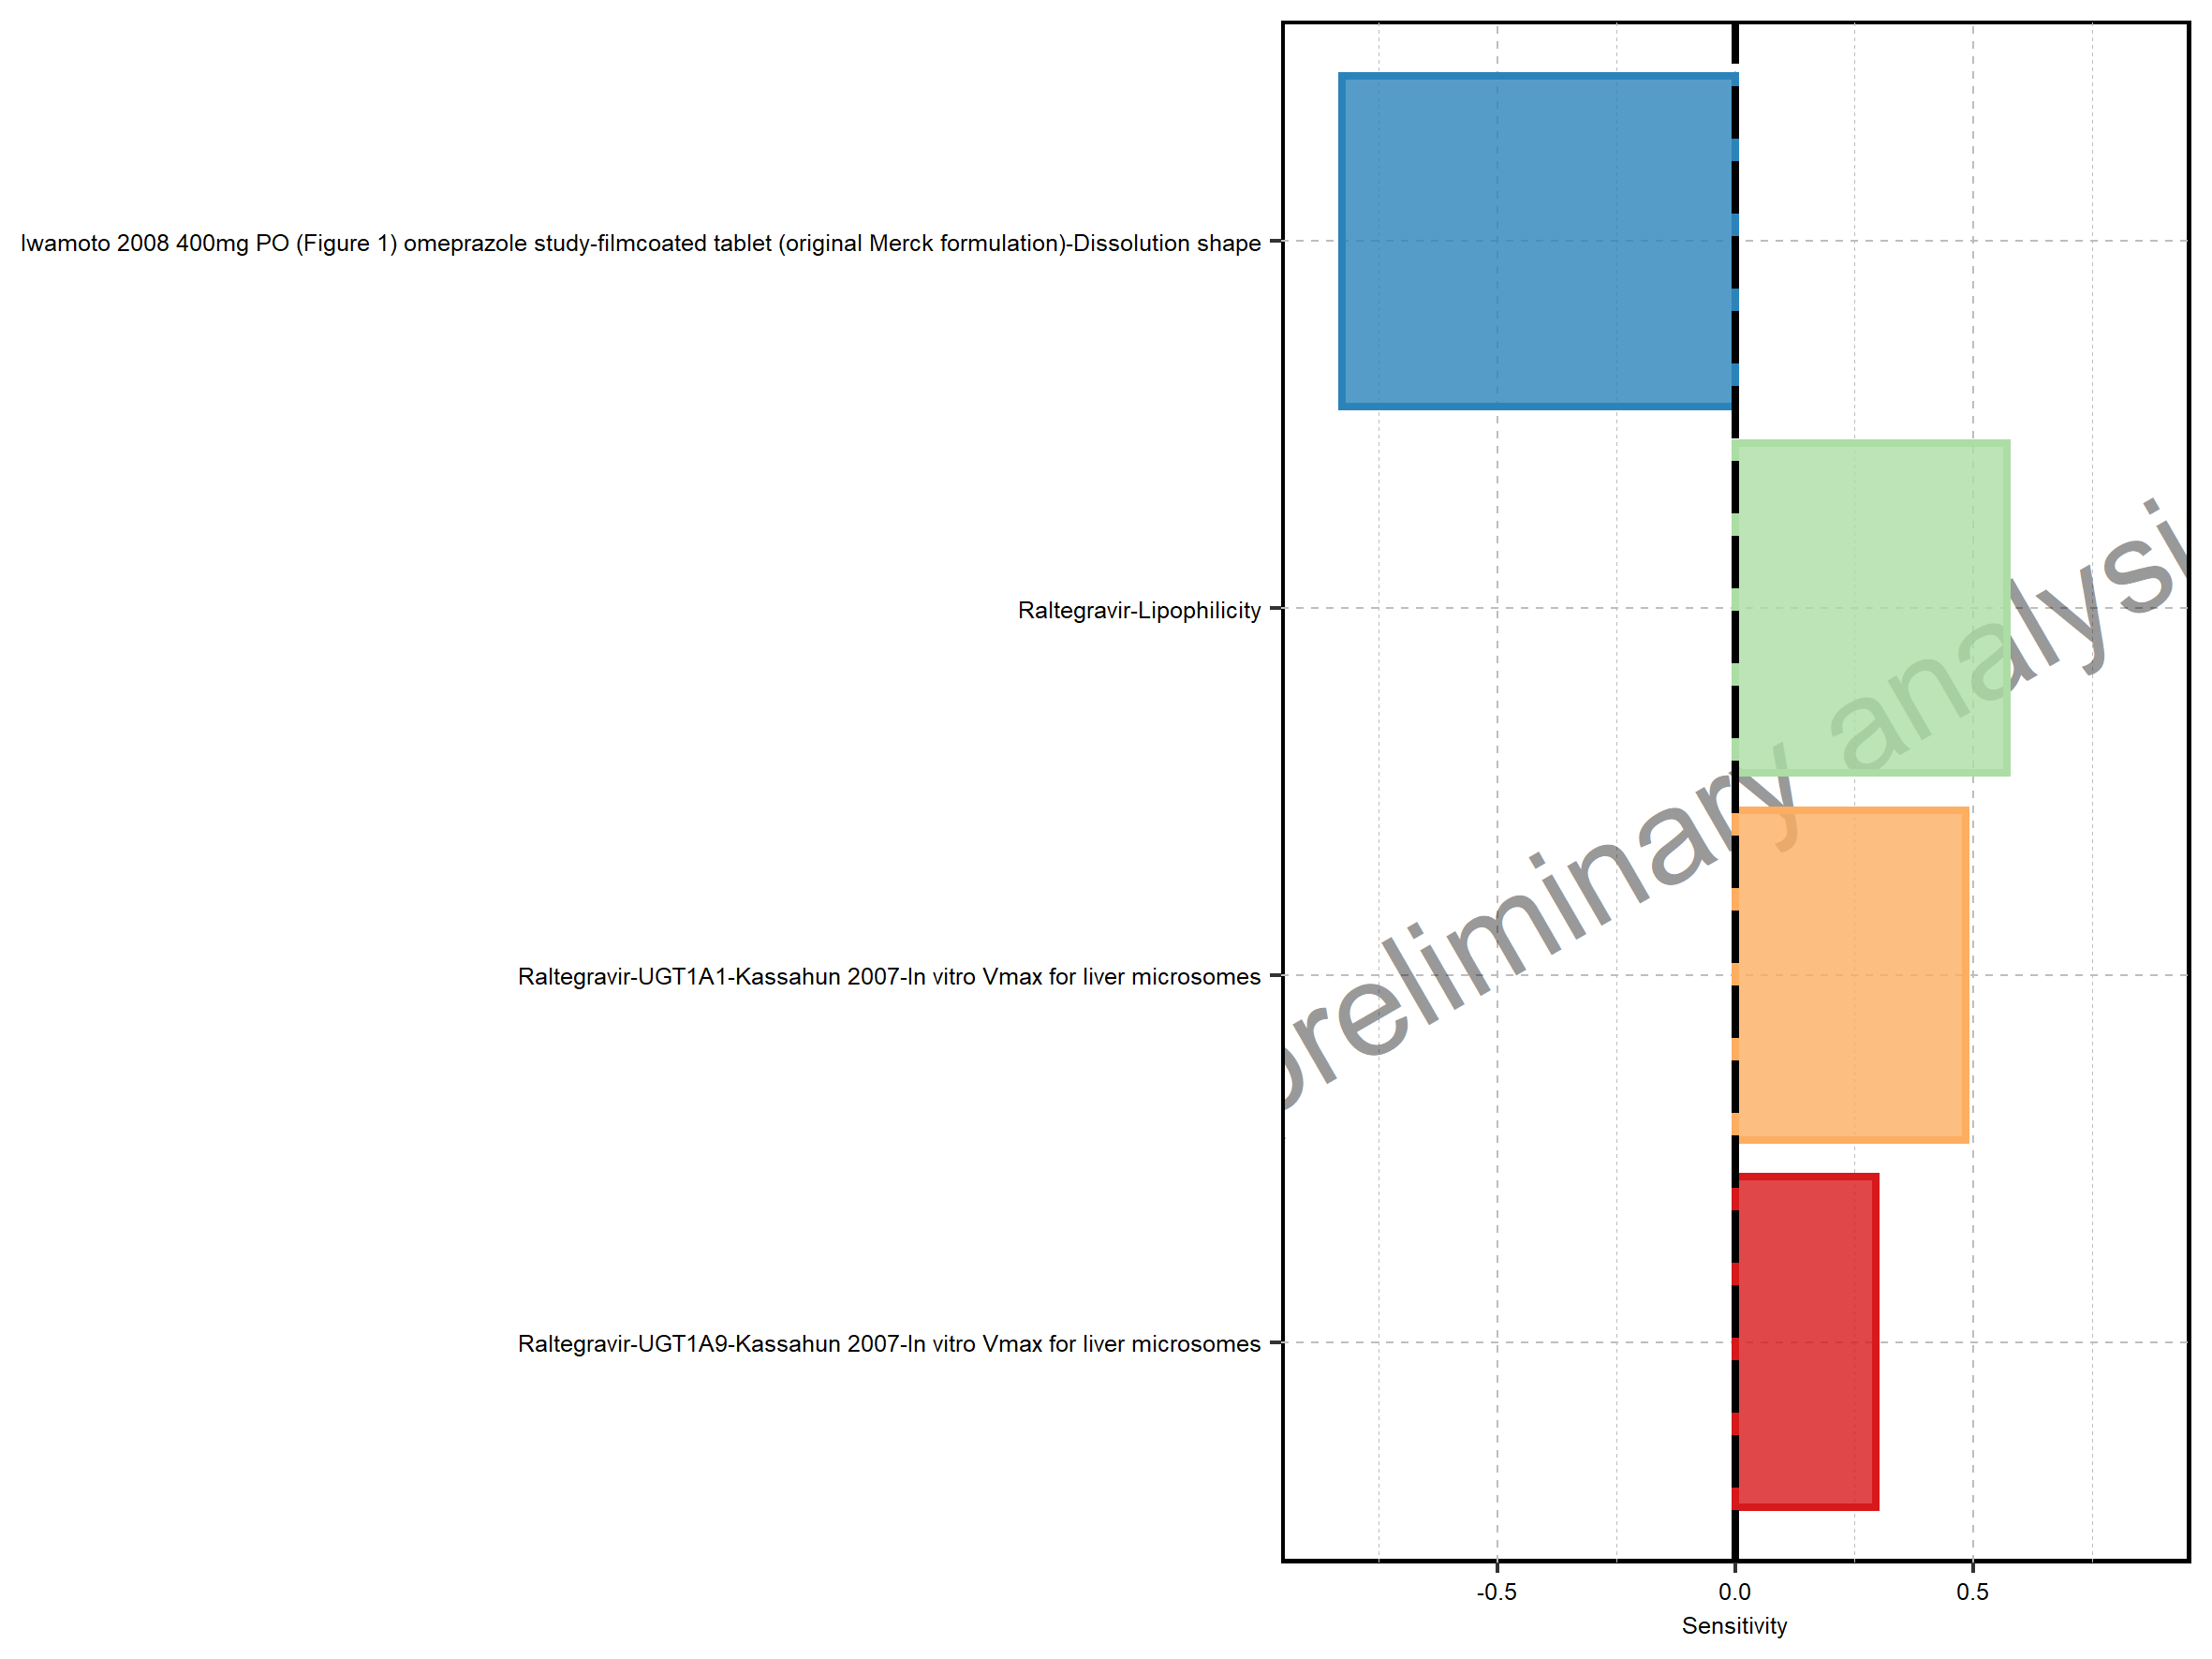 Iwamoto 2008 400mg PO (Figure 1) omeprazole study-filmcoated tablet (original Merck formulation)-Dissolution shape
Raltegravir-Lipophilicity
preliminary analysi
Raltegravir-UGT1A1-Kassahun 2007-In vitro Vmax for liver microsomes
Raltegravir-UGT1A9-Kassahun 2007-In vitro Vmax for liver microsomes
-0.5 0.0 0.5
Sensitivity